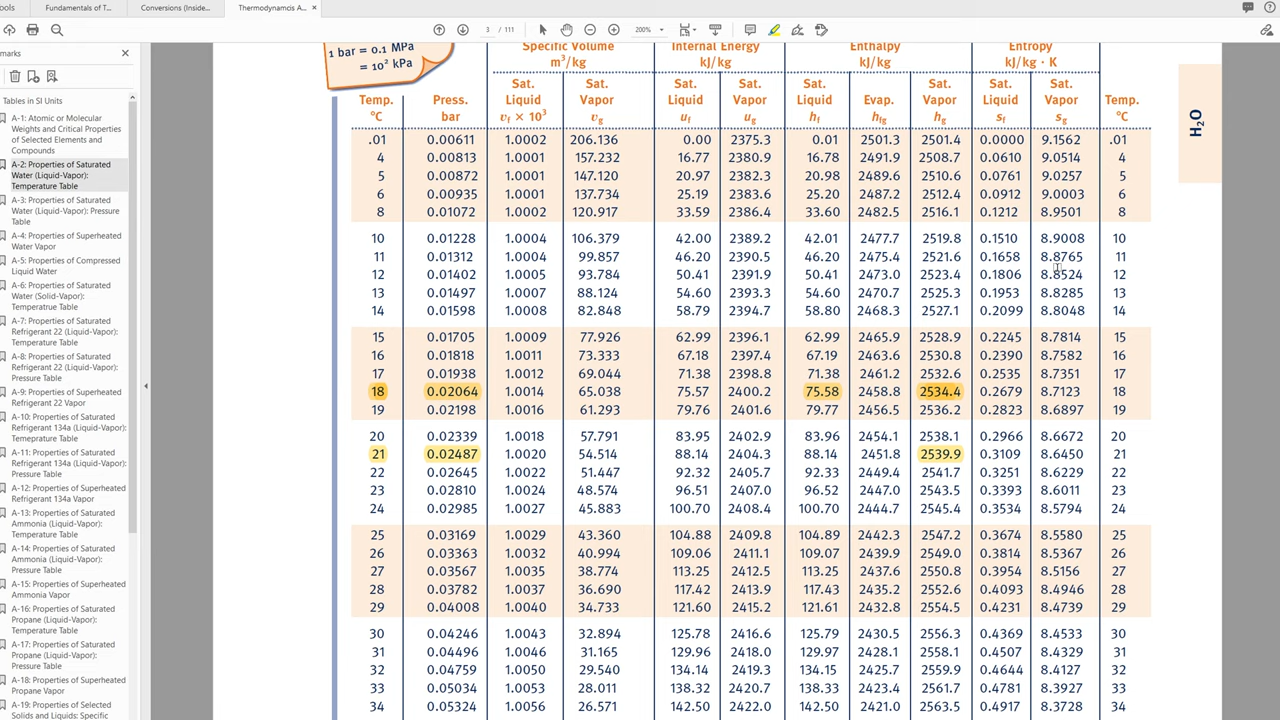 ools
Fundamentals of T...
Conversions (Inside...
Thermodynamcis A... ×
3 / 111
200%
marks
Tables in SI Units
A-1: Atomic or Molecular
Weights and Critical Properties
of Selected Elements and
Compounds
A-2: Properties of Saturated
Water (Liquid-Vapor):
Temperature Table
A-3: Properties of Saturated
Water (Liquid-Vapor): Pressure
Table
A-4: Properties of Superheated
Water Vapor
A-5: Properties of Compressed
Liquid Water
A-6: Properties of Saturated
Water (Solid-Vapor):
Temperatrue Table
A-7: Properties of Saturated
Refrigerant 22 (Liquid-Vapor):
Temperature Table
A-8: Properties of Saturated
Refrigerant 22 (Liquid-Vapor):
Pressure Table
A-9: Properties of Superheated
Refrigerant 22 Vapor
A-10: Properties of Saturated
Refrigerant 134a (Liquid-Vapor):
Temeprature Table
A-11: Properties of Saturated
Refrigerant 134a (Liquid-Vapor):
Pressure Table
A-12: Properties of Superheated
Refrigerant 134a Vapor
A-13: Properties of Saturated
Ammonia (Liquid-Vapor):
Temperature Table
A-14: Properties of Saturated
Ammonia (Liquid-Vapor):
Pressure Table
A-15: Properties of Superheated
Ammonia Vapor
A-16: Properties of Saturated
Propane (Liquid-Vapor):
Temperature Table
A-17: Properties of Saturated
Propane (Liquid-Vapor):
Pressure Table
A-18: Properties of Superheated
Propane Vapor
A-19: Properties of Selected
Solids and Liquids: Specific
1 bar = 0.1 MPa
= 10² kPa
Specific Volume Internal Energy Enthalpy Entropy
m³/kg kJ/kg kJ/kg kJ/kg · K
Sat. Sat. Sat. Sat. Sat. Sat. Sat. Sat.
Temp. Press. Liquid Vapor Liquid Vapor Liquid Evap. Vapor Liquid Vapor Temp.
°C bar vf × 10³ vg uf ug hf hfg hg sf sg °C
.01 0.00611 1.0002 206.136 0.00 2375.3 0.01 2501.3 2501.4 0.0000 9.1562 .01
4 0.00813 1.0001 157.232 16.77 2380.9 16.78 2491.9 2508.7 0.0610 9.0514 4
5 0.00872 1.0001 147.120 20.97 2382.3 20.98 2489.6 2510.6 0.0761 9.0257 5
6 0.00935 1.0001 137.734 25.19 2383.6 25.20 2487.2 2512.4 0.0912 9.0003 6
8 0.01072 1.0002 120.917 33.59 2386.4 33.60 2482.5 2516.1 0.1212 8.9501 8
10 0.01228 1.0004 106.379 42.00 2389.2 42.01 2477.7 2519.8 0.1510 8.9008 10
11 0.01312 1.0004 99.857 46.20 2390.5 46.20 2475.4 2521.6 0.1658 8.8765 11
12 0.01402 1.0005 93.784 50.41 2391.9 50.41 2473.0 2523.4 0.1806 8.8524 12
13 0.01497 1.0007 88.124 54.60 2393.3 54.60 2470.7 2525.3 0.1953 8.8285 13
14 0.01598 1.0008 82.848 58.79 2394.7 58.80 2468.3 2527.1 0.2099 8.8048 14
15 0.01705 1.0009 77.926 62.99 2396.1 62.99 2465.9 2528.9 0.2245 8.7814 15
16 0.01818 1.0011 73.333 67.18 2397.4 67.19 2463.6 2530.8 0.2390 8.7582 16
17 0.01938 1.0012 69.044 71.38 2398.8 71.38 2461.2 2532.6 0.2535 8.7351 17
18 0.02064 1.0014 65.038 75.57 2400.2 75.58 2458.8 2534.4 0.2679 8.7123 18
19 0.02198 1.0016 61.293 79.76 2401.6 79.77 2456.5 2536.2 0.2823 8.6897 19
20 0.02339 1.0018 57.791 83.95 2402.9 83.96 2454.1 2538.1 0.2966 8.6672 20
21 0.02487 1.0020 54.514 88.14 2404.3 88.14 2451.8 2539.9 0.3109 8.6450 21
22 0.02645 1.0022 51.447 92.32 2405.7 92.33 2449.4 2541.7 0.3251 8.6229 22
23 0.02810 1.0024 48.574 96.51 2407.0 96.52 2447.0 2543.5 0.3393 8.6011 23
24 0.02985 1.0027 45.883 100.70 2408.4 100.70 2444.7 2545.4 0.3534 8.5794 24
25 0.03169 1.0029 43.360 104.88 2409.8 104.89 2442.3 2547.2 0.3674 8.5580 25
26 0.03363 1.0032 40.994 109.06 2411.1 109.07 2439.9 2549.0 0.3814 8.5367 26
27 0.03567 1.0035 38.774 113.25 2412.5 113.25 2437.6 2550.8 0.3954 8.5156 27
28 0.03782 1.0037 36.690 117.42 2413.9 117.43 2435.2 2552.6 0.4093 8.4946 28
29 0.04008 1.0040 34.733 121.60 2415.2 121.61 2432.8 2554.5 0.4231 8.4739 29
30 0.04246 1.0043 32.894 125.78 2416.6 125.79 2430.5 2556.3 0.4369 8.4533 30
31 0.04496 1.0046 31.165 129.96 2418.0 129.97 2428.1 2558.1 0.4507 8.4329 31
32 0.04759 1.0050 29.540 134.14 2419.3 134.15 2425.7 2559.9 0.4644 8.4127 32
33 0.05034 1.0053 28.011 138.32 2420.7 138.33 2423.4 2561.7 0.4781 8.3927 33
34 0.05324 1.0056 26.571 142.50 2422.0 142.50 2421.0 2563.5 0.4917 8.3728 34
H₂O